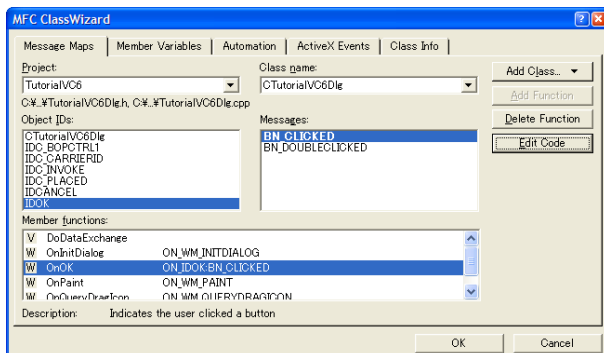 MFC ClassWizard
Message Maps Member Variables Automation ActiveX Events Class Info
Project: Class name:
TutorialVC6 CTutorialVC6Dlg
Add Class...
C:¥...¥TutorialVC6Dlg.h, C:¥...¥TutorialVC6Dlg.cpp
Add Function
Object IDs: Messages:
Delete Function
CTutorialVC6Dlg BN_CLICKED
IDC_BOPCTRL1 BN_DOUBLECLICKED
Edit Code
IDC_CARRIERID
IDC_INVOKE
IDC_PLACED
IDCANCEL
IDOK
Member functions:
V DoDataExchange
W OnInitDialog ON_WM_INITDIALOG
W OnOK ON_IDOK:BN_CLICKED
W OnPaint ON_WM_PAINT
W OnQueryDragIcon ON_WM_QUERYDRAGICON
Description: Indicates the user clicked a button
OK Cancel